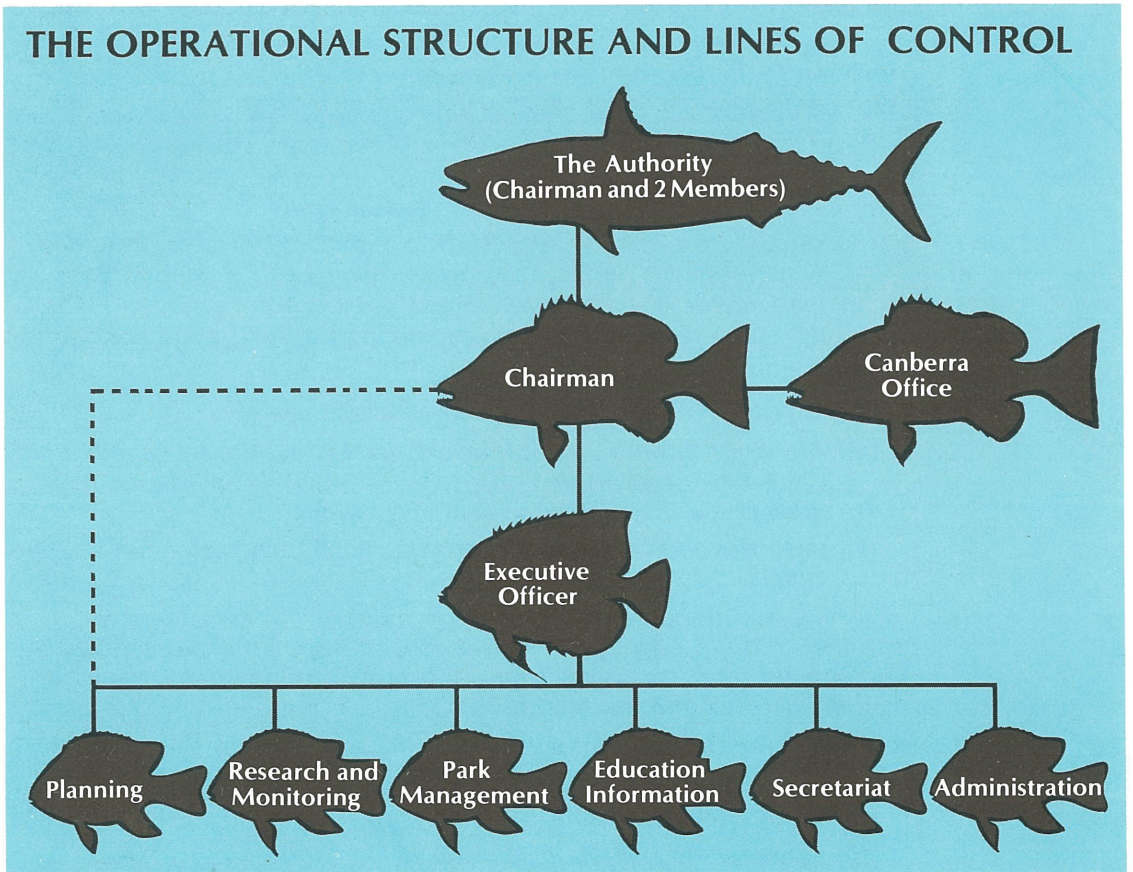 THE OPERATIONAL STRUCTURE AND LINES OF CONTROL
The Authority
(Chairman and 2 Members)
Chairman
Canberra
Office
Executive
Officer
Planning
Research and
Monitoring
Park
Management
Education
Information
Secretariat
Administration